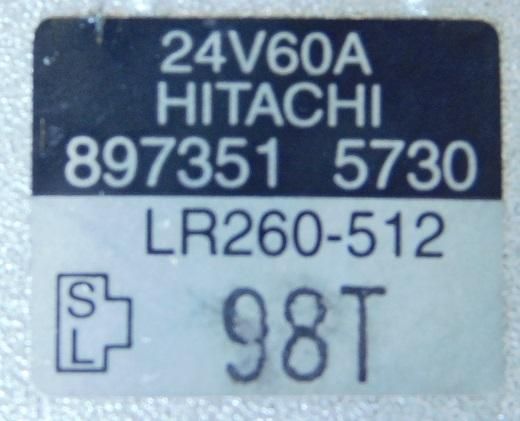 24V60A
HITACHI
897351 5730
LR260-512
S
L
98T